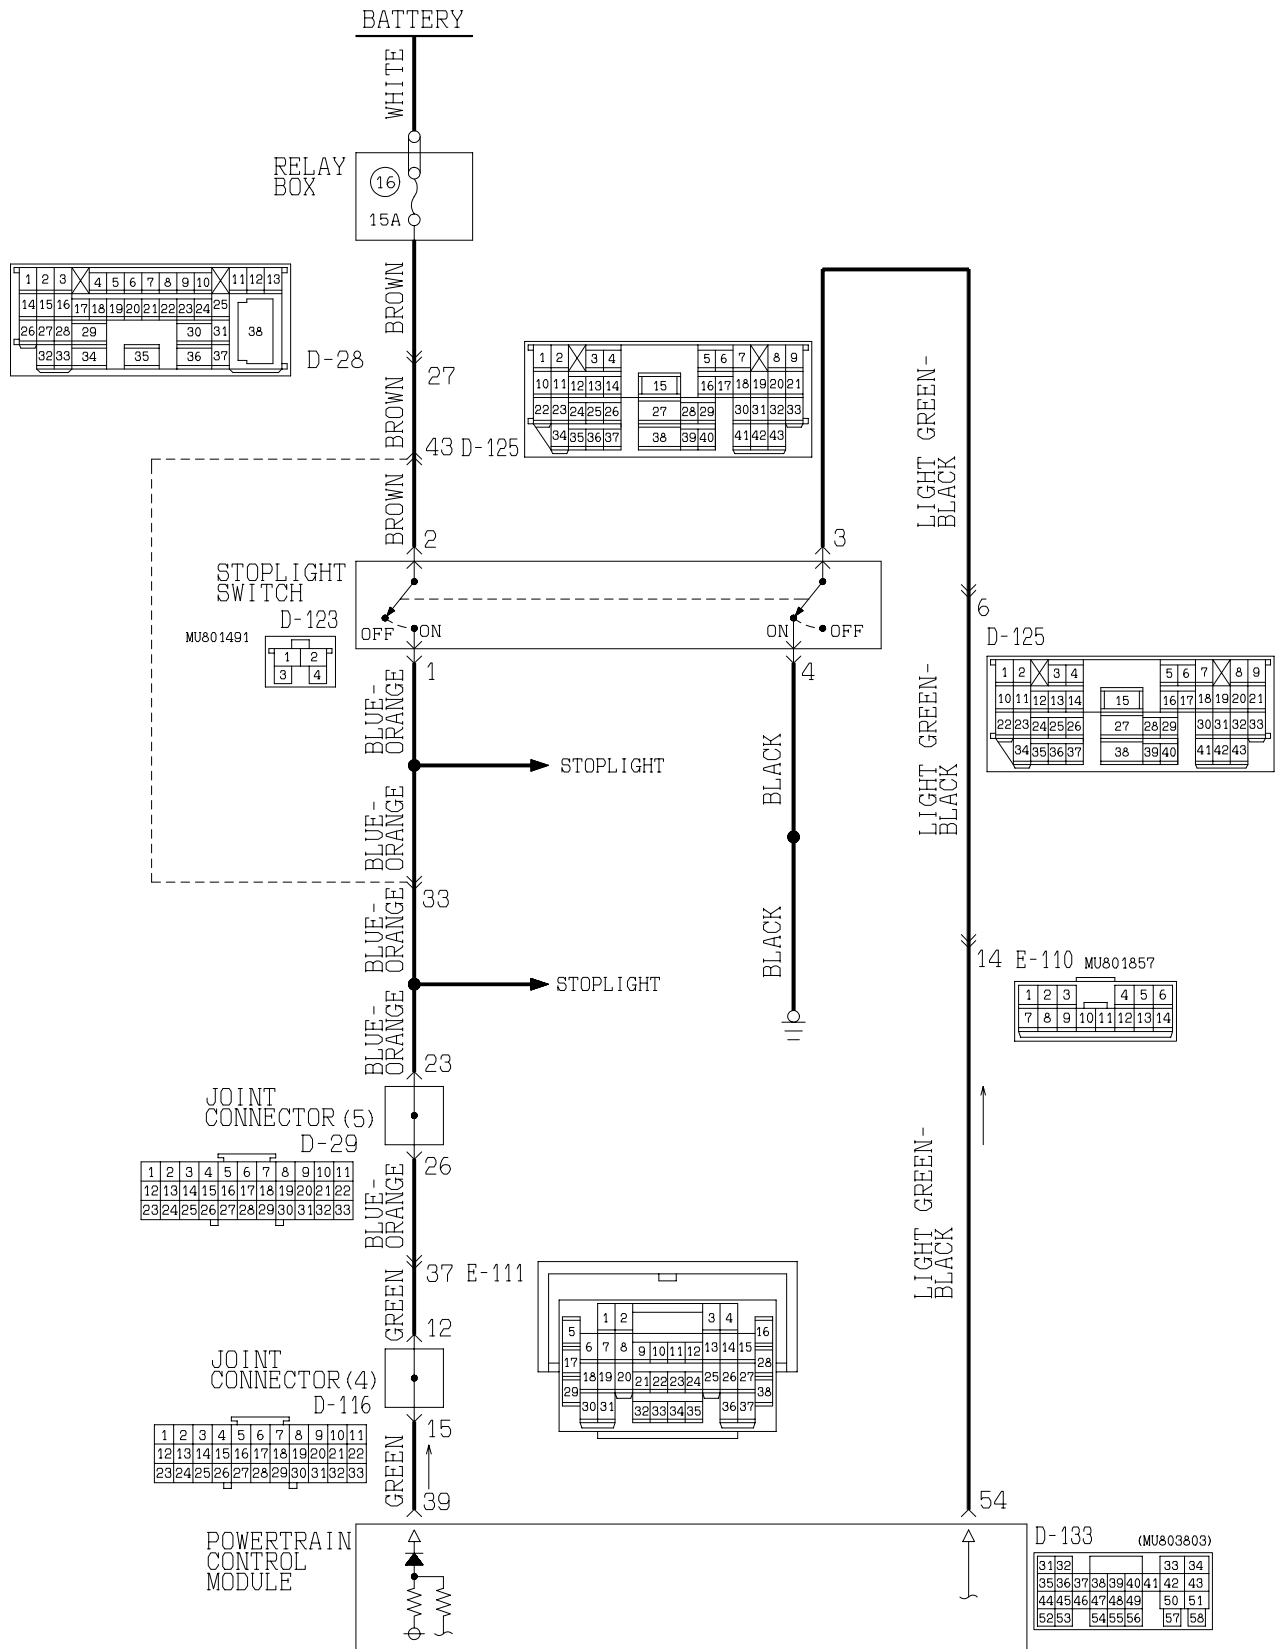 BATTERY
WHITE
RELAY
BOX
16
15A
BROWN
1 2 3 4 5 6 7 8 9 10 11 12 13
14 15 16 17 18 19 20 21 22 23 24 25
26 27 28 29 30 31 38
32 33 34 35 36 37
D-28
27
BROWN
43 D-125
1 2 3 4 5 6 7 8 9
10 11 12 13 14 15 16 17 18 19 20 21
22 23 24 25 26 27 28 29 30 31 32 33
34 35 36 37 38 39 40 41 42 43
LIGHT GREEN-
BLACK
BROWN
2
3
STOPLIGHT
SWITCH
D-123
MU801491
1 2
3 4
OFF
ON
ON
OFF
6
D-125
1 2 3 4 5 6 7 8 9
10 11 12 13 14 15 16 17 18 19 20 21
22 23 24 25 26 27 28 29 30 31 32 33
34 35 36 37 38 39 40 41 42 43
1
4
BLUE-
ORANGE
STOPLIGHT
BLACK
LIGHT GREEN-
BLACK
BLUE-
ORANGE
33
BLUE-
ORANGE
BLACK
14 E-110 MU801857
1 2 3 4 5 6
7 8 9 10 11 12 13 14
STOPLIGHT
BLUE-
ORANGE
23
JOINT
CONNECTOR(5)
D-29
1 2 3 4 5 6 7 8 9 10 11
12 13 14 15 16 17 18 19 20 21 22
23 24 25 26 27 28 29 30 31 32 33
26
BLUE-
ORANGE
LIGHT GREEN-
BLACK
37 E-111
1 2 3 4
5 16
6 7 8 9 10 11 12 13 14 15
17 28
18 19 20 21 22 23 24 25 26 27
29 38
30 31 32 33 34 35 36 37
GREEN
12
JOINT
CONNECTOR(4)
D-116
1 2 3 4 5 6 7 8 9 10 11
12 13 14 15 16 17 18 19 20 21 22
23 24 25 26 27 28 29 30 31 32 33
15
GREEN
39
54
POWERTRAIN
CONTROL
MODULE
D-133 (MU803803)
31 32 33 34
35 36 37 38 39 40 41 42 43
44 45 46 47 48 49 50 51
52 53 54 55 56 57 58